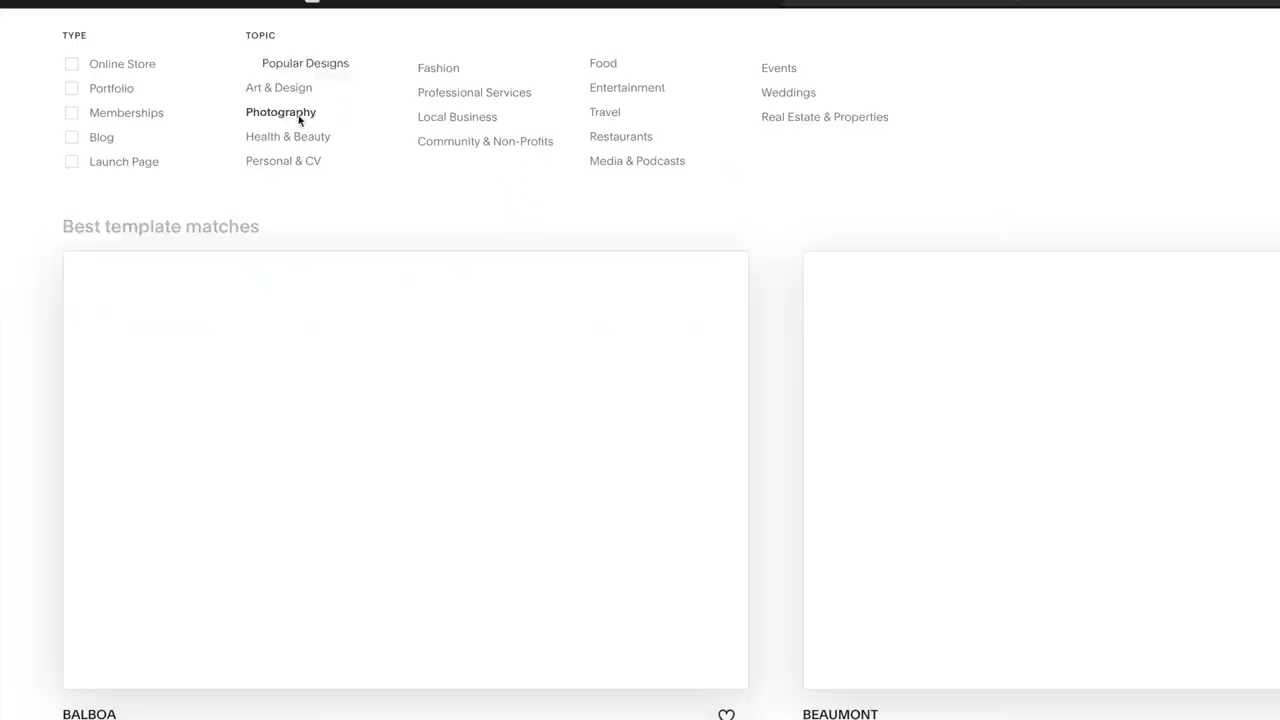 TYPE
Online Store
Portfolio
Memberships
Blog
Launch Page
TOPIC
Popular Designs
Art & Design
Photography
Health & Beauty
Personal & CV
Fashion
Professional Services
Local Business
Community & Non-Profits
Food
Entertainment
Travel
Restaurants
Media & Podcasts
Events
Weddings
Real Estate & Properties
Best template matches
BALBOA
BEAUMONT